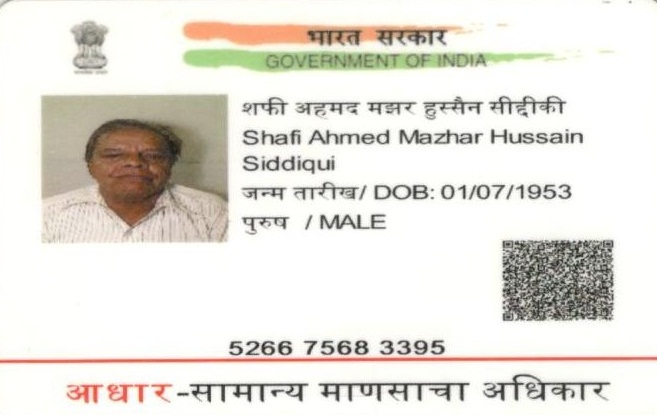 भारत सरकार
GOVERNMENT OF INDIA
शफी अहमद मझर हुस्सैन सीद्दीकी
Shafi Ahmed Mazhar Hussain
Siddiqui
जन्म तारीख/ DOB: 01/07/1953
पुरुष / MALE
5266 7568 3395
आधार-सामान्य माणसाचा अधिकार